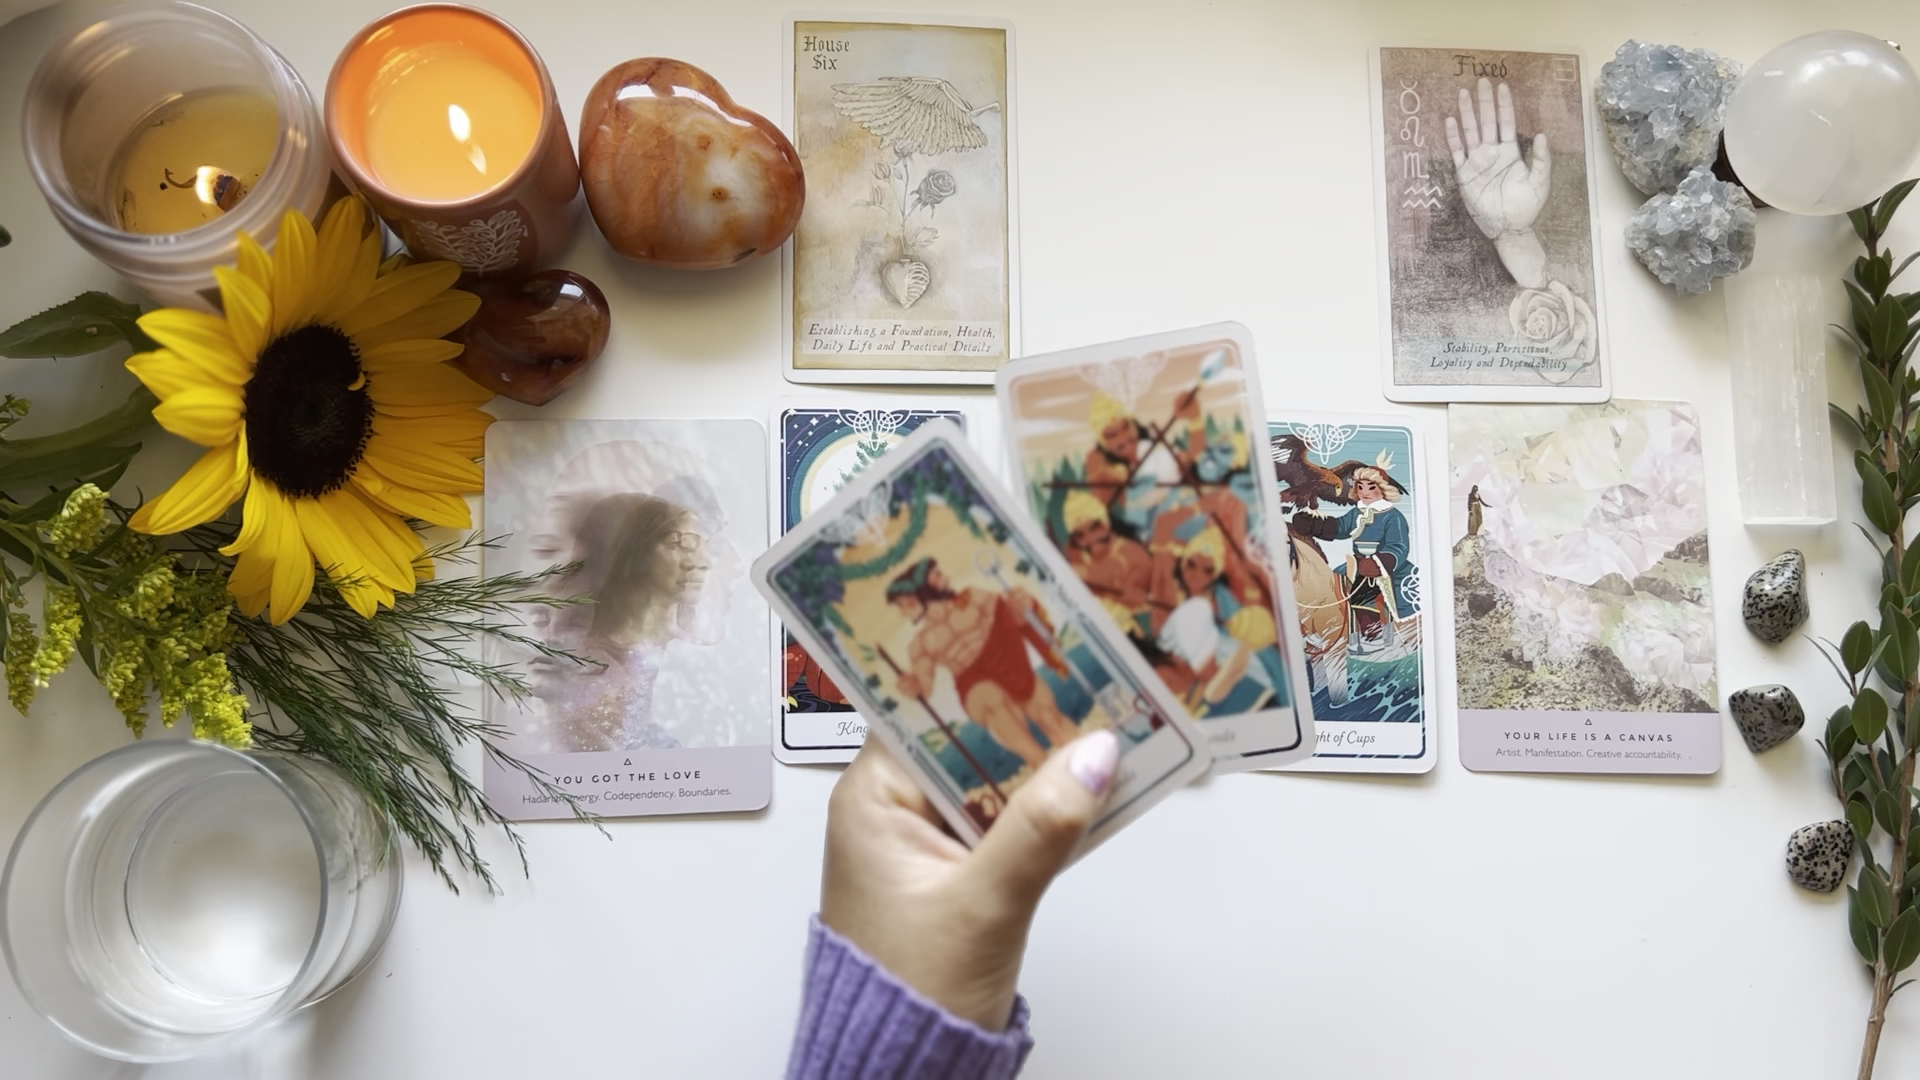 House
Six
Establishing a Foundation, Health,
Daily Life and Practical Details
Fixed
Stability, Persistence,
Loyality and Dependability
YOU GOT THE LOVE
Energy. Codependency. Boundaries.
King
ght of Cups
YOUR LIFE IS A CANVAS
Artist. Manifestation. Creative accountability.